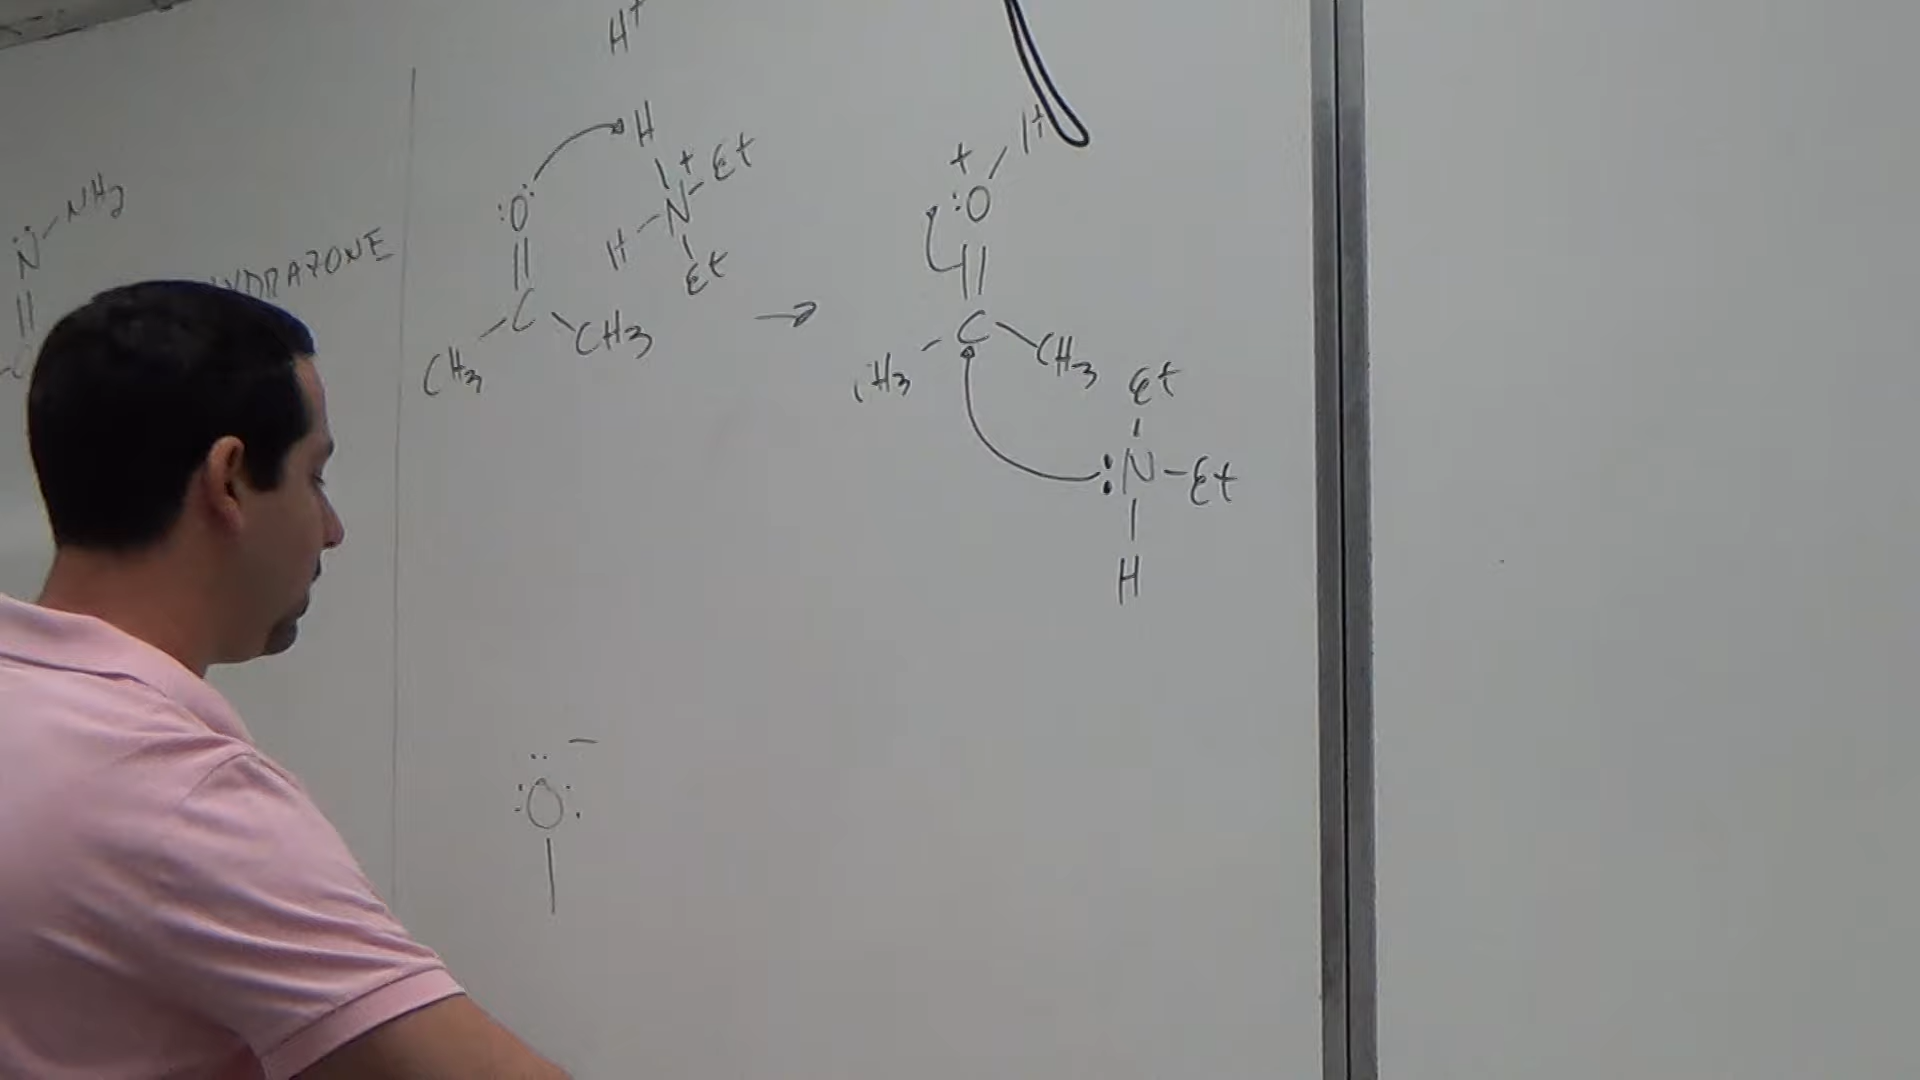 H+
H
+
Et
:Ö
N
H
Et
C
CH3
CH3
N̈
NH2
HYDRAZONE
+
H
:O
C
CH3
CH3
Et
:N
Et
H
:Ö: −